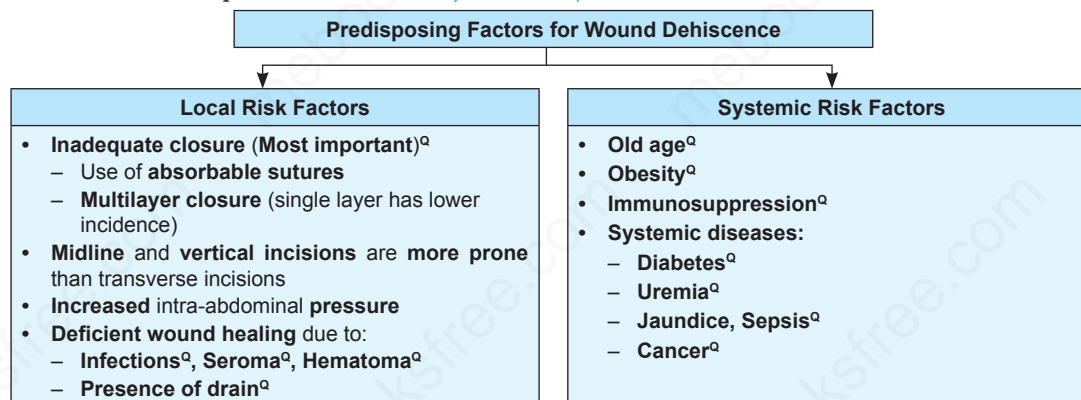 Predisposing Factors for Wound Dehiscence
Local Risk Factors
• Inadequate closure (Most important)Q
– Use of absorbable sutures
– Multilayer closure (single layer has lower
incidence)
• Midline and vertical incisions are more prone
than transverse incisions
• Increased intra-abdominal pressure
• Deficient wound healing due to:
– InfectionsQ, SeromaQ, HematomaQ
– Presence of drainQ
Systemic Risk Factors
• Old ageQ
• ObesityQ
• ImmunosuppressionQ
• Systemic diseases:
– DiabetesQ
– UremiaQ
– Jaundice, SepsisQ
– CancerQ